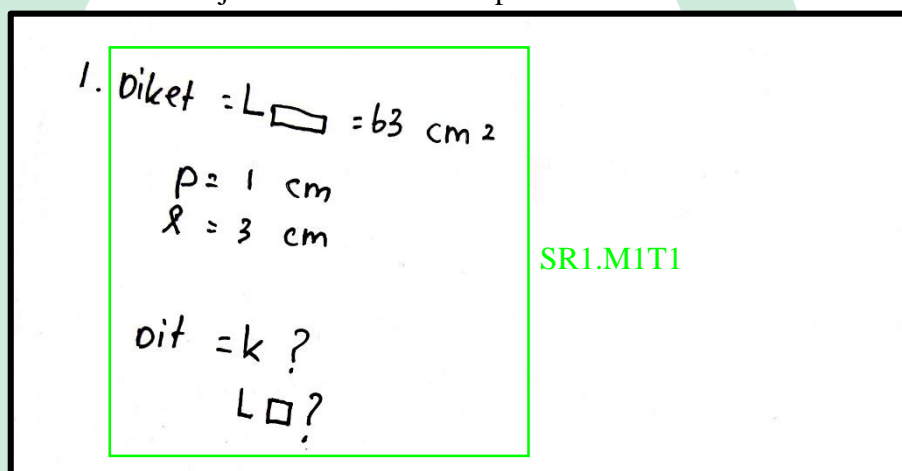 1. Diket = L▭ = 63 cm 2
p = 1 cm
l = 3 cm
SR1.M1T1
Dit = k ?
L□?